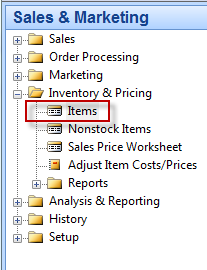 Sales & Marketing
Sales
Order Processing
Marketing
Inventory & Pricing
Items
Nonstock Items
Sales Price Worksheet
Adjust Item Costs/Prices
Reports
Analysis & Reporting
History
Setup